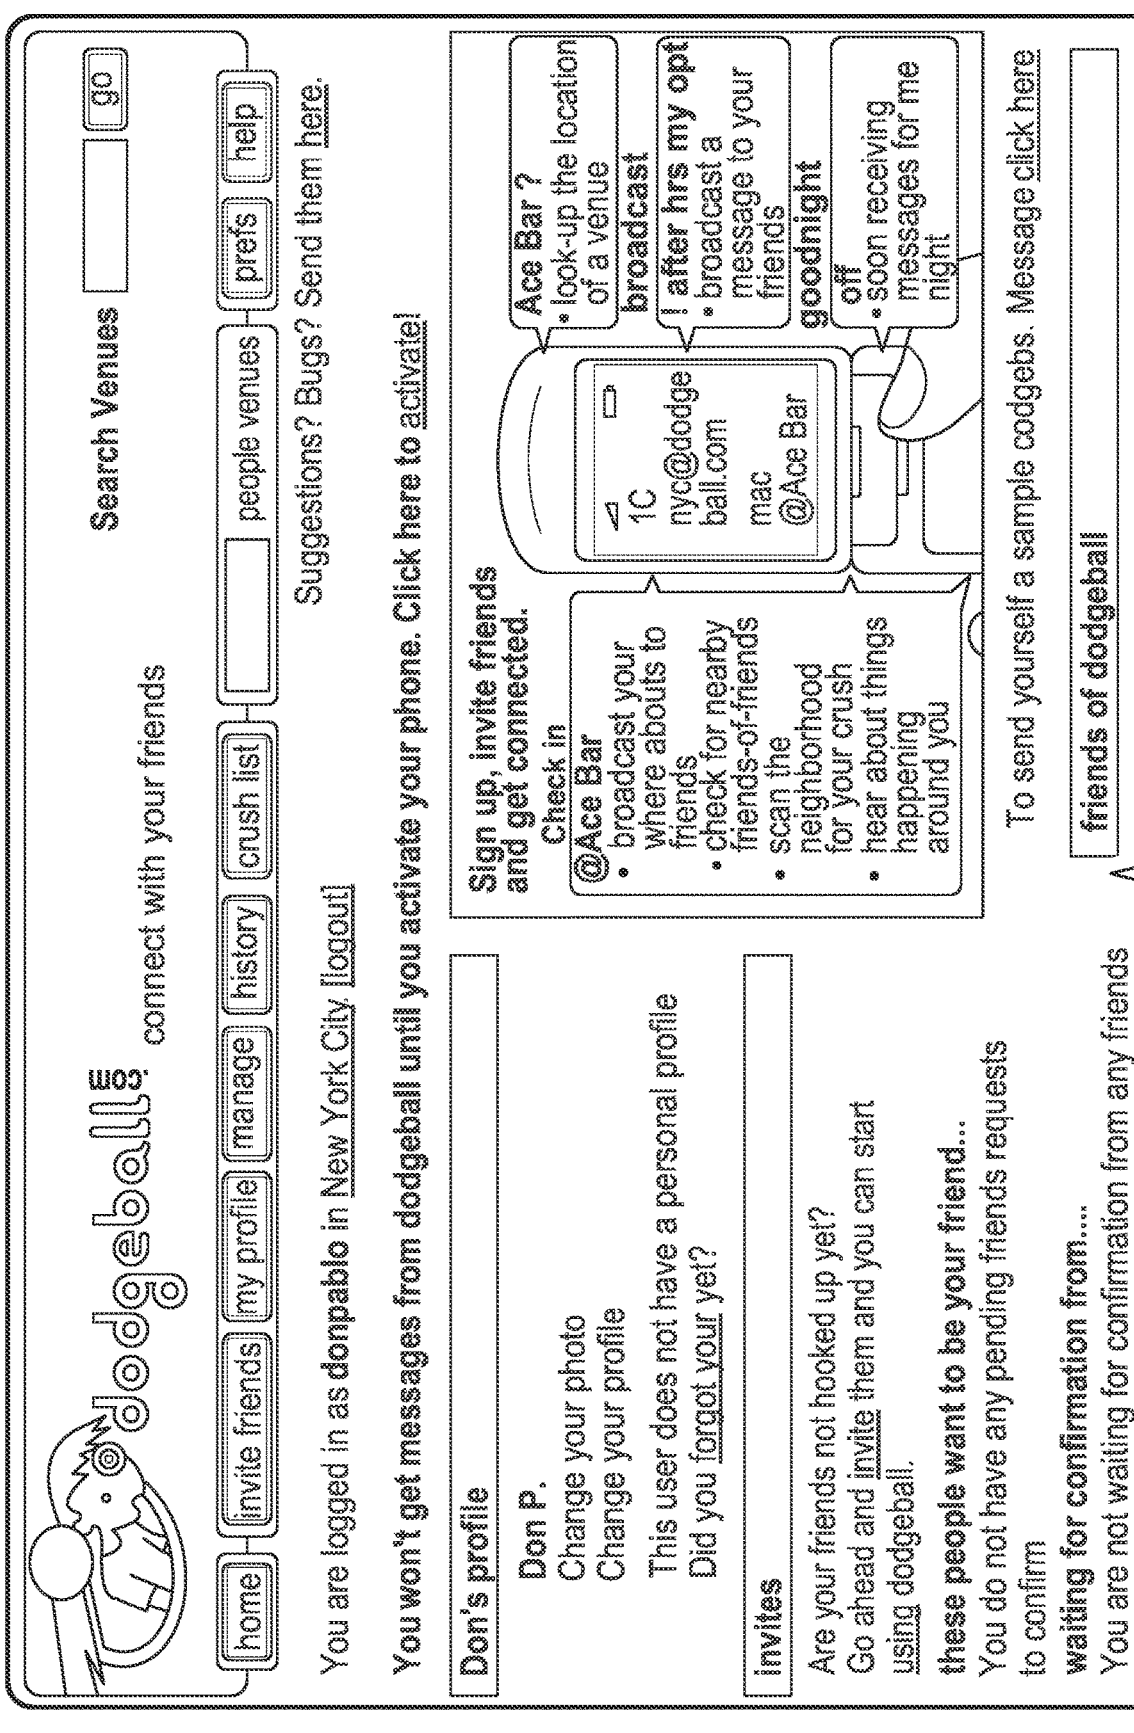 dodgeball.com
connect with your friends
Search Venues
go
home
invite friends
my profile
manage
history
crush list
people venues
prefs
help
You are logged in as donpablo in New York City. [logout]
Suggestions? Bugs? Send them here.
You won't get messages from dodgeball until you activate your phone. Click here to activate!
Don's profile
Don P.
Change your photo
Change your profile
This user does not have a personal profile
Did you forgot your yet?
invites
Are your friends not hooked up yet?
Go ahead and invite them and you can start
using dodgeball.
these people want to be your friend...
You do not have any pending friends requests
to confirm
waiting for confirmation from....
You are not waiting for confirmation from any friends
Sign up, invite friends
and get connected.
Check in
@Ace Bar
• broadcast your
where abouts to
friends
• check for nearby
friends-of-friends
• scan the
neighborhood
for your crush
• hear about things
happening
around you
1C
nyc@dodge
ball.com
mac
@Ace Bar
Ace Bar ?
• look-up the location
of a venue
broadcast
! after hrs my opt
• broadcast a
message to your
friends
goodnight
off
• soon receiving
messages for me
night
To send yourself a sample codgebs. Message click here
friends of dodgeball